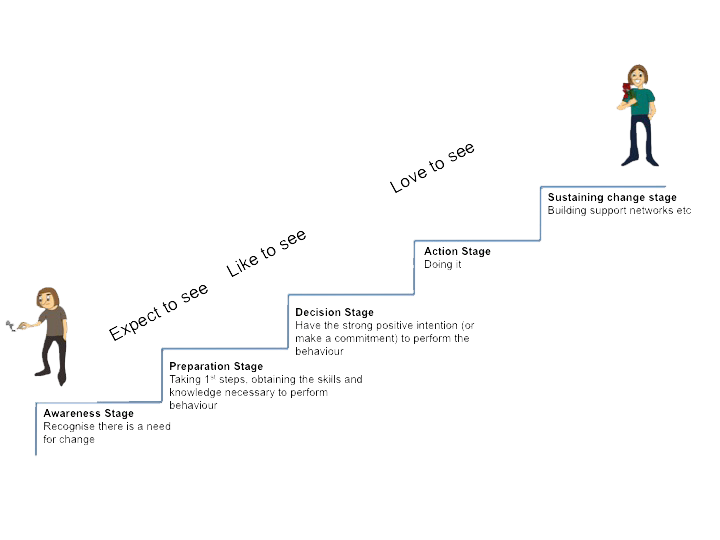 Love to see
Sustaining change stage
Building support networks etc
Like to see
Action Stage
Doing it
Expect to see
Decision Stage
Have the strong positive intention (or
make a commitment) to perform the
behaviour
Preparation Stage
Taking 1st steps, obtaining the skills and
knowledge necessary to perform
behaviour
Awareness Stage
Recognise there is a need
for change